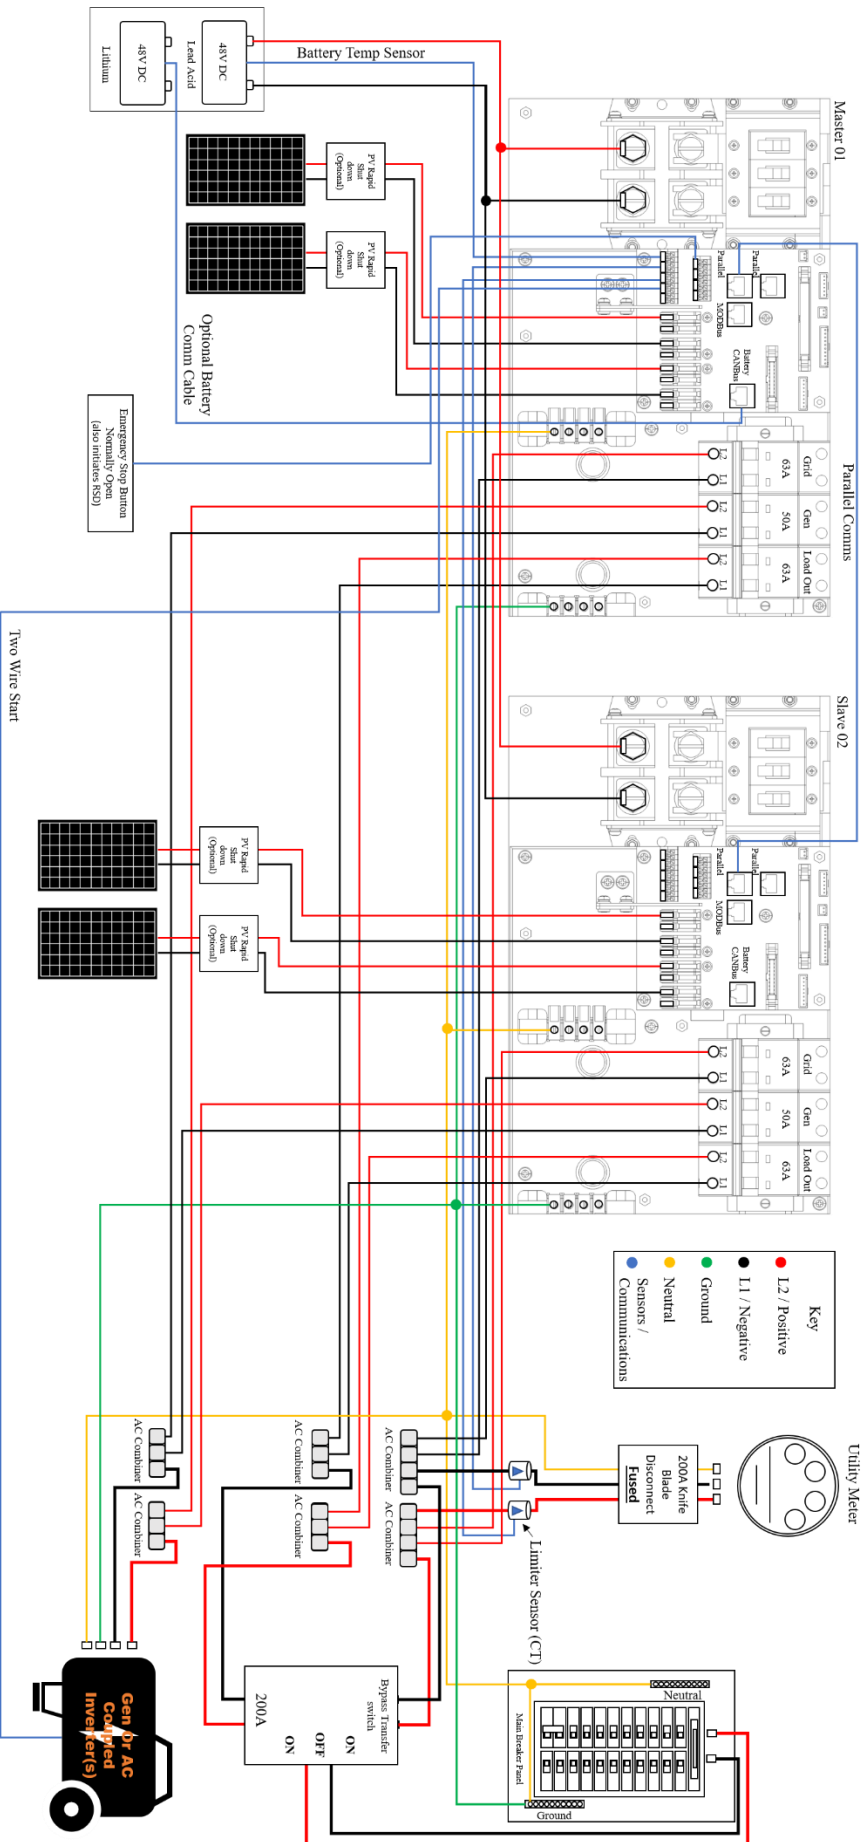 48V DC
Lead Acid
48V DC
Lithium
Battery Temp Sensor
PV Rapid
Shut
down
(Optional)
PV Rapid
Shut
down
(Optional)
Optional Battery
Comm Cable
Emergency Stop Button
Normally Open
(also initiates RSD)
Two Wire Start
Master 01
Parallel
Parallel
MODBus
Battery
CANBus
L2
L1
L2
L1
L2
L1
63A
50A
63A
Grid
Gen
Load Out
Parallel Comms
Slave 02
Parallel
Parallel
MODBus
Battery
CANBus
L2
L1
L2
L1
L2
L1
63A
50A
63A
Grid
Gen
Load Out
PV Rapid
Shut
down
(Optional)
PV Rapid
Shut
down
(Optional)
Key
L2 / Positive
L1 / Negative
Ground
Neutral
Sensors /
Communications
Utility Meter
200A Knife
Blade
Disconnect
Fused
Limiter Sensor (CT)
AC Combiner
AC Combiner
AC Combiner
AC Combiner
AC Combiner
AC Combiner
Bypass Transfer
switch
ON
OFF
ON
200A
Neutral
Main Breaker Panel
Ground
Gen Or AC
Coupled
Inverter(s)